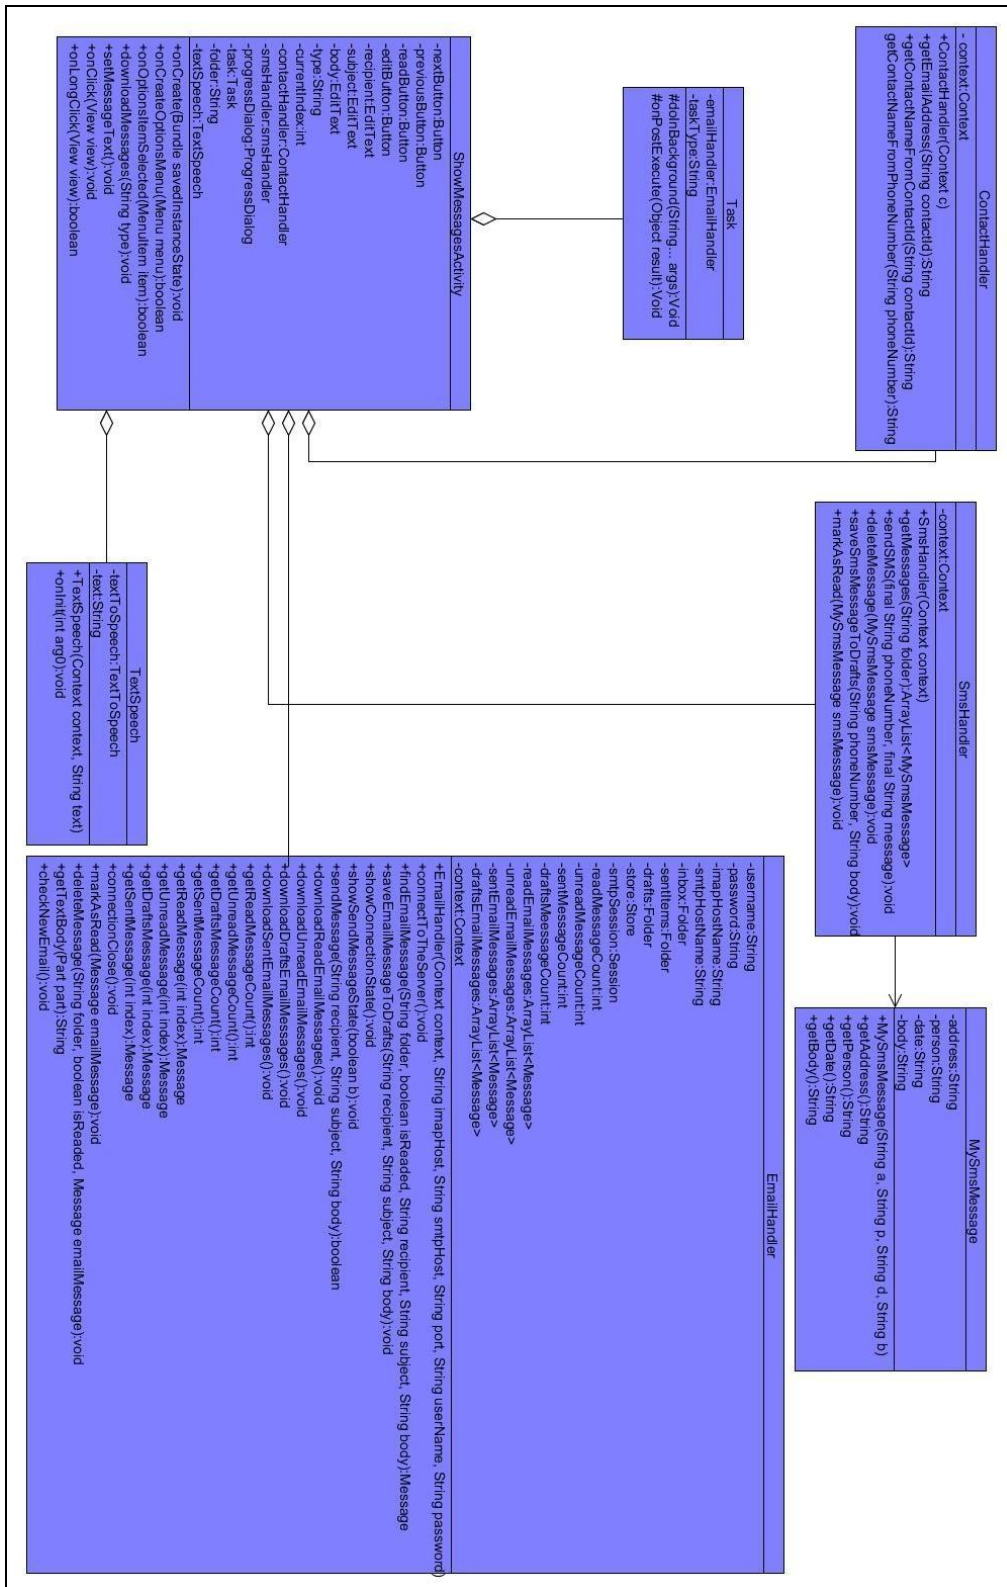 ContactHandler
- context:Context
+ContactHandler(Context c)
+getEmailAddress(String contactId):String
+getContactNameFromContactId(String contactId):String
getContactNameFromPhoneNumber(String phoneNumber):String
SmsHandler
-context:Context
+SmsHandler(Context context)
+getMessages(String folder):ArrayList<MySmsMessage>
+sendSMS(final String phoneNumber, final String message):void
+deleteMessage(MySmsMessage smsMessage):void
+saveSmsMessageToDrafts(String phoneNumber, String body):void
+markAsRead(MySmsMessage smsMessage):void
MySmsMessage
-address:String
-person:String
-date:String
-body:String
+MySmsMessage(String a, String p, String d, String b)
+getAddress():String
+getPerson():String
+getDate():String
+getBody():String
Task
-emailHandler:EmailHandler
-taskType:String
#doInBackground(String... args):Void
#onPostExecute(Object result):Void
ShowMessagesActivity
-nextButton:Button
-previousButton:Button
-readButton:Button
-editButton:Button
-recipient:EditText
-subject:EditText
-body:EditText
-type:String
-currentIndex:int
-contactHandler:ContactHandler
-smsHandler:smsHandler
-progressDialog:ProgressDialog
-task:Task
-folder:String
-textSpeech:TextSpeech
+onCreate(Bundle savedInstanceState):void
+onCreateOptionsMenu(Menu menu):boolean
+onOptionsItemSelected(MenuItem item):boolean
+downloadMessages(String type):void
+setMessageText():void
+onClick(View view):void
+onLongClick(View view):boolean
TextSpeech
-textToSpeech:TextToSpeech
-text:String
+TextSpeech(Context context, String text)
+onInit(int arg0):void
EmailHandler
-username:String
-password:String
-imapHostName:String
-smtpHostName:String
-inbox:Folder
-sentItems:Folder
-drafts:Folder
-store:Store
-smtpSession:Session
-readMessageCount:int
-unreadMessageCount:int
-sentMessageCount:int
-draftsMessageCount:int
-readEmailMessages:ArrayList<Message>
-unreadEmailMessages:ArrayList<Message>
-sentEmailMessages:ArrayList<Message>
-draftsEmailMessages:ArrayList<Message>
-context:Context
+EmailHandler(Context context, String imapHost, String smtpHost, String port, String userName, String password)
+connectToTheServer():void
+findEmailMessage(String folder, boolean isReaded, String recipient, String subject, String body):Message
+saveEmailMessageToDrafts(String recipient, String subject, String body):void
+showConnectionState():void
+showSendMessageState(boolean b):void
+sendMessage(String recipient, String subject, String body):boolean
+downloadReadEmailMessages():void
+downloadUnreadEmailMessages():void
+downloadDraftsEmailMessages():void
+downloadSentEmailMessages():void
+getReadMessageCount():int
+getUnreadMessageCount():int
+getDraftsMessageCount():int
+getSentMessageCount():int
+getReadMessage(int index):Message
+getUnreadMessage(int index):Message
+getDraftsMessage(int index):Message
+getSentMessage(int index):Message
+connectionClose():void
+markAsRead(Message emailMessage):void
+deleteMessage(String folder, boolean isReaded, Message emailMessage):void
+getTextBody(Part part):String
+checkNewEmail():void